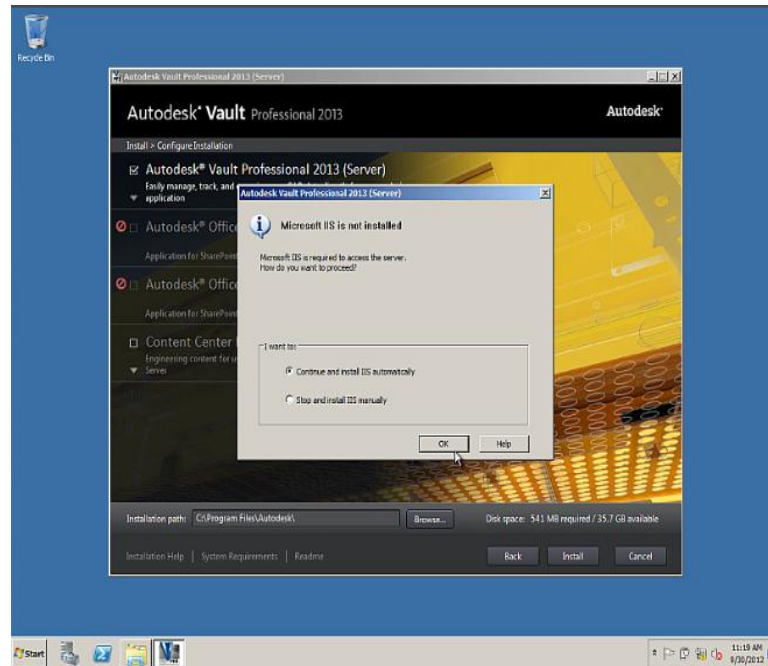 Recycle Bin
Autodesk Vault Professional 2013 (Server)
Autodesk® Vault Professional 2013
Autodesk®
Install > Configure Installation
Autodesk® Vault Professional 2013 (Server)
Easily manage, track, and
application
Autodesk® Office
Application for SharePoint
Autodesk® Office
Application for SharePoint
Content Center
Engineering content for
Server
Autodesk Vault Professional 2013 (Server)
Microsoft IIS is not installed
Microsoft IIS is required to access the server.
How do you want to proceed?
I want to:
Continue and install IIS automatically
Stop and install IIS manually
OK
Help
Installation path: C:\Program Files\Autodesk\
Browse...
Disk space: 541 MB required / 35.7 GB available
Installation Help | System Requirements | Readme
Back
Install
Cancel
Start
11:19 AM
9/30/2012